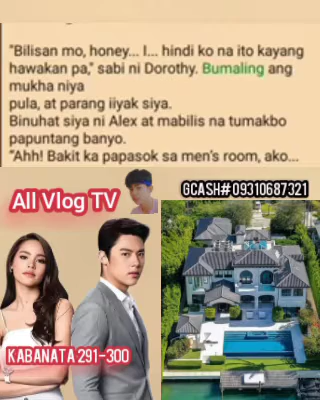 "Bilisan mo, honey... I... hindi ko na ito kayang
hawakan pa," sabi ni Dorothy. Bumaling ang
mukha niya
pula, at parang iiyak siya.
Binuhat siya ni Alex at mabilis na tumakbo
papuntang banyo.
"Ahh! Bakit ka papasok sa men's room, ako...
All Vlog TV
GCASH# 09310687321
KABANATA 291-300